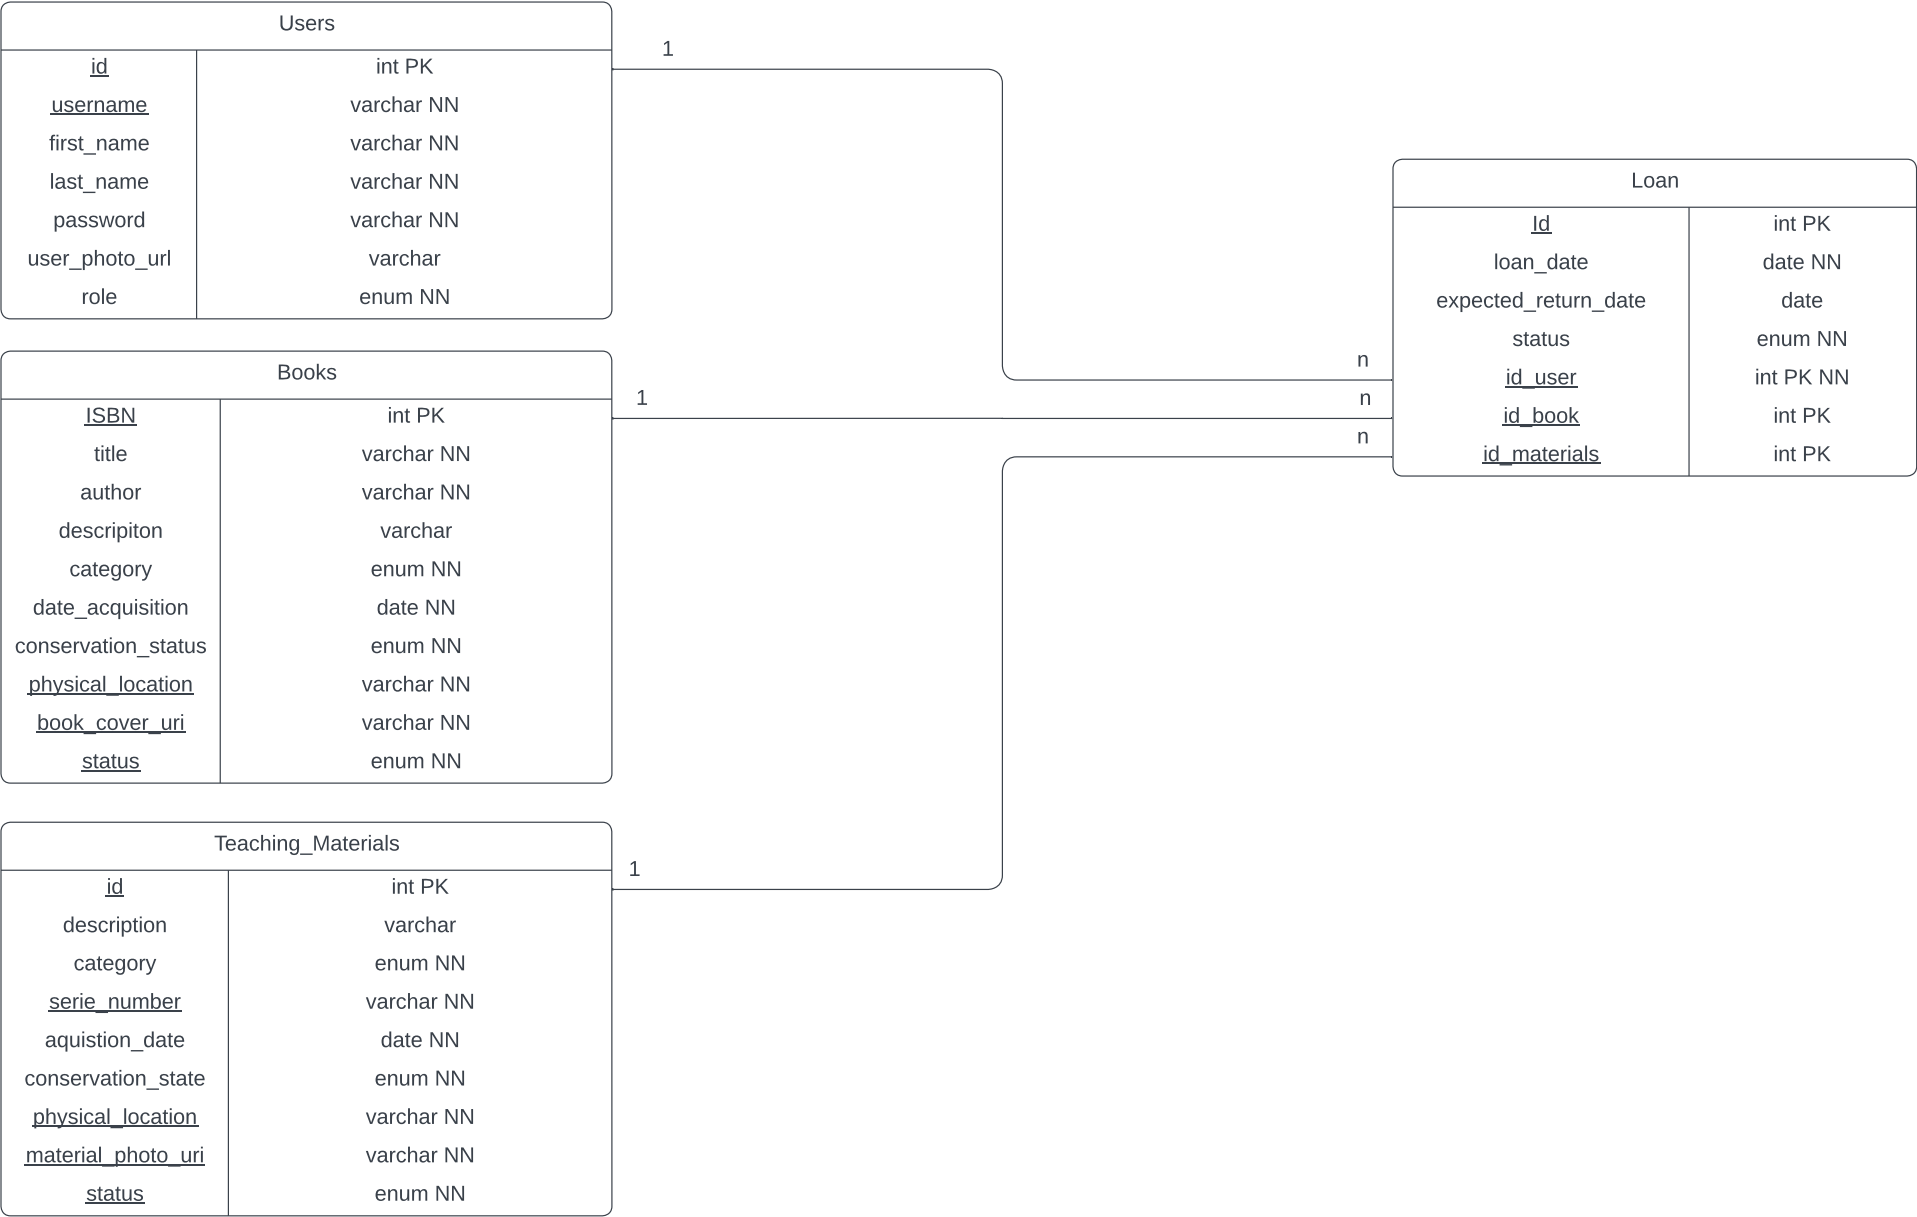 Users
id int PK
username varchar NN
first_name varchar NN
last_name varchar NN
password varchar NN
user_photo_url varchar
role enum NN
1
Books
ISBN int PK
title varchar NN
author varchar NN
descripiton varchar
category enum NN
date_acquisition date NN
conservation_status enum NN
physical_location varchar NN
book_cover_uri varchar NN
status enum NN
1
Teaching_Materials
id int PK
description varchar
category enum NN
serie_number varchar NN
aquistion_date date NN
conservation_state enum NN
physical_location varchar NN
material_photo_uri varchar NN
status enum NN
1
Loan
Id int PK
loan_date date NN
expected_return_date date
status enum NN
id_user int PK NN
id_book int PK
id_materials int PK
n
n
n